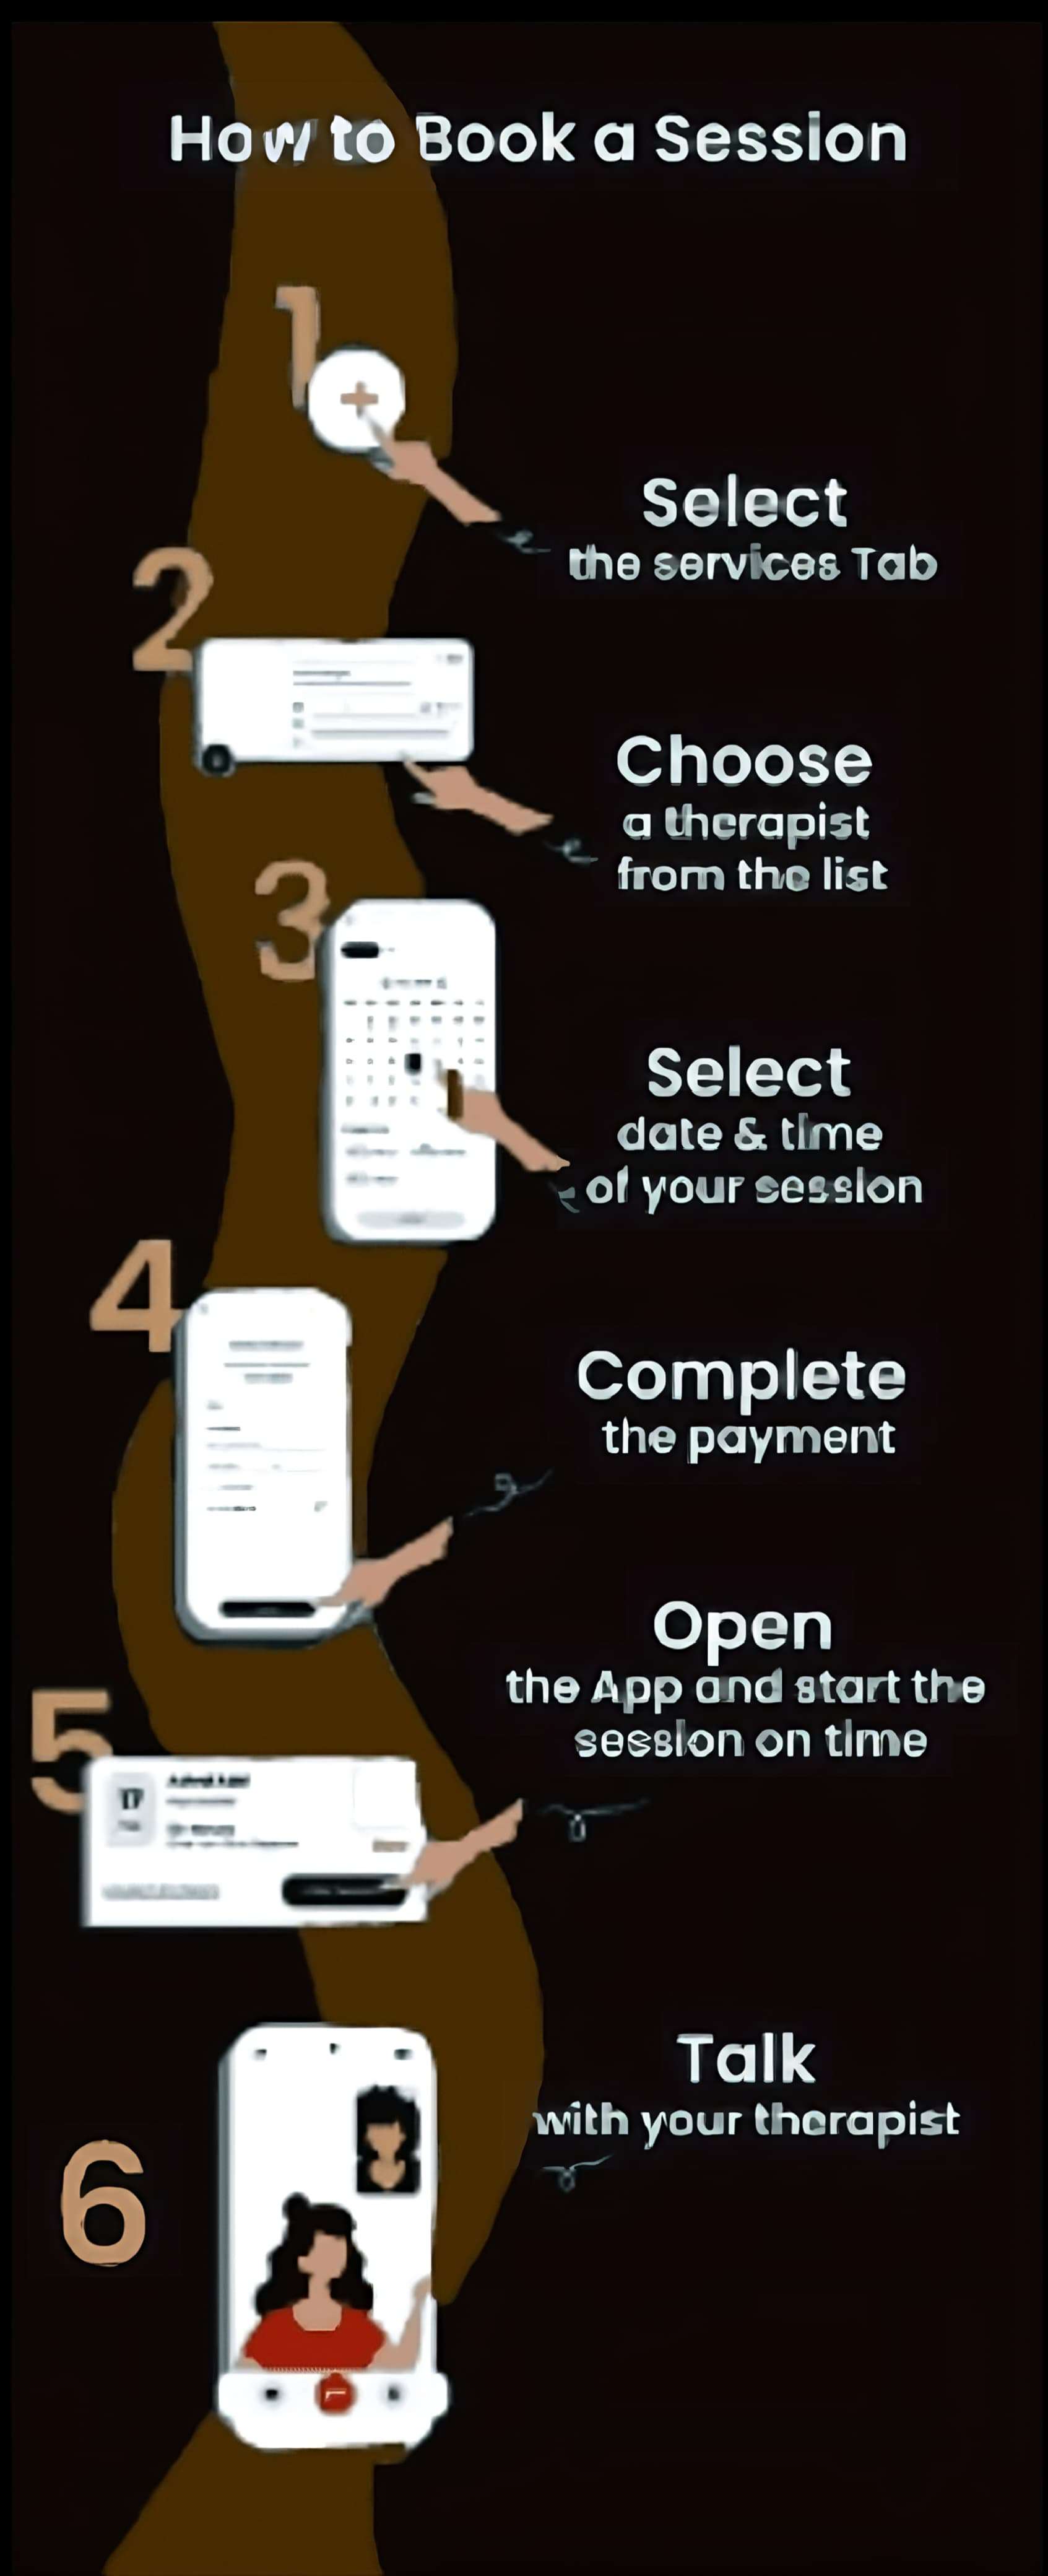 How to Book a Session
1
Select
the services Tab
2
Choose
a therapist
from the list
3
Select
date & time
of your session
4
Complete
the payment
Open
the App and start the
session on time
5
17
Talk
with your therapist
6